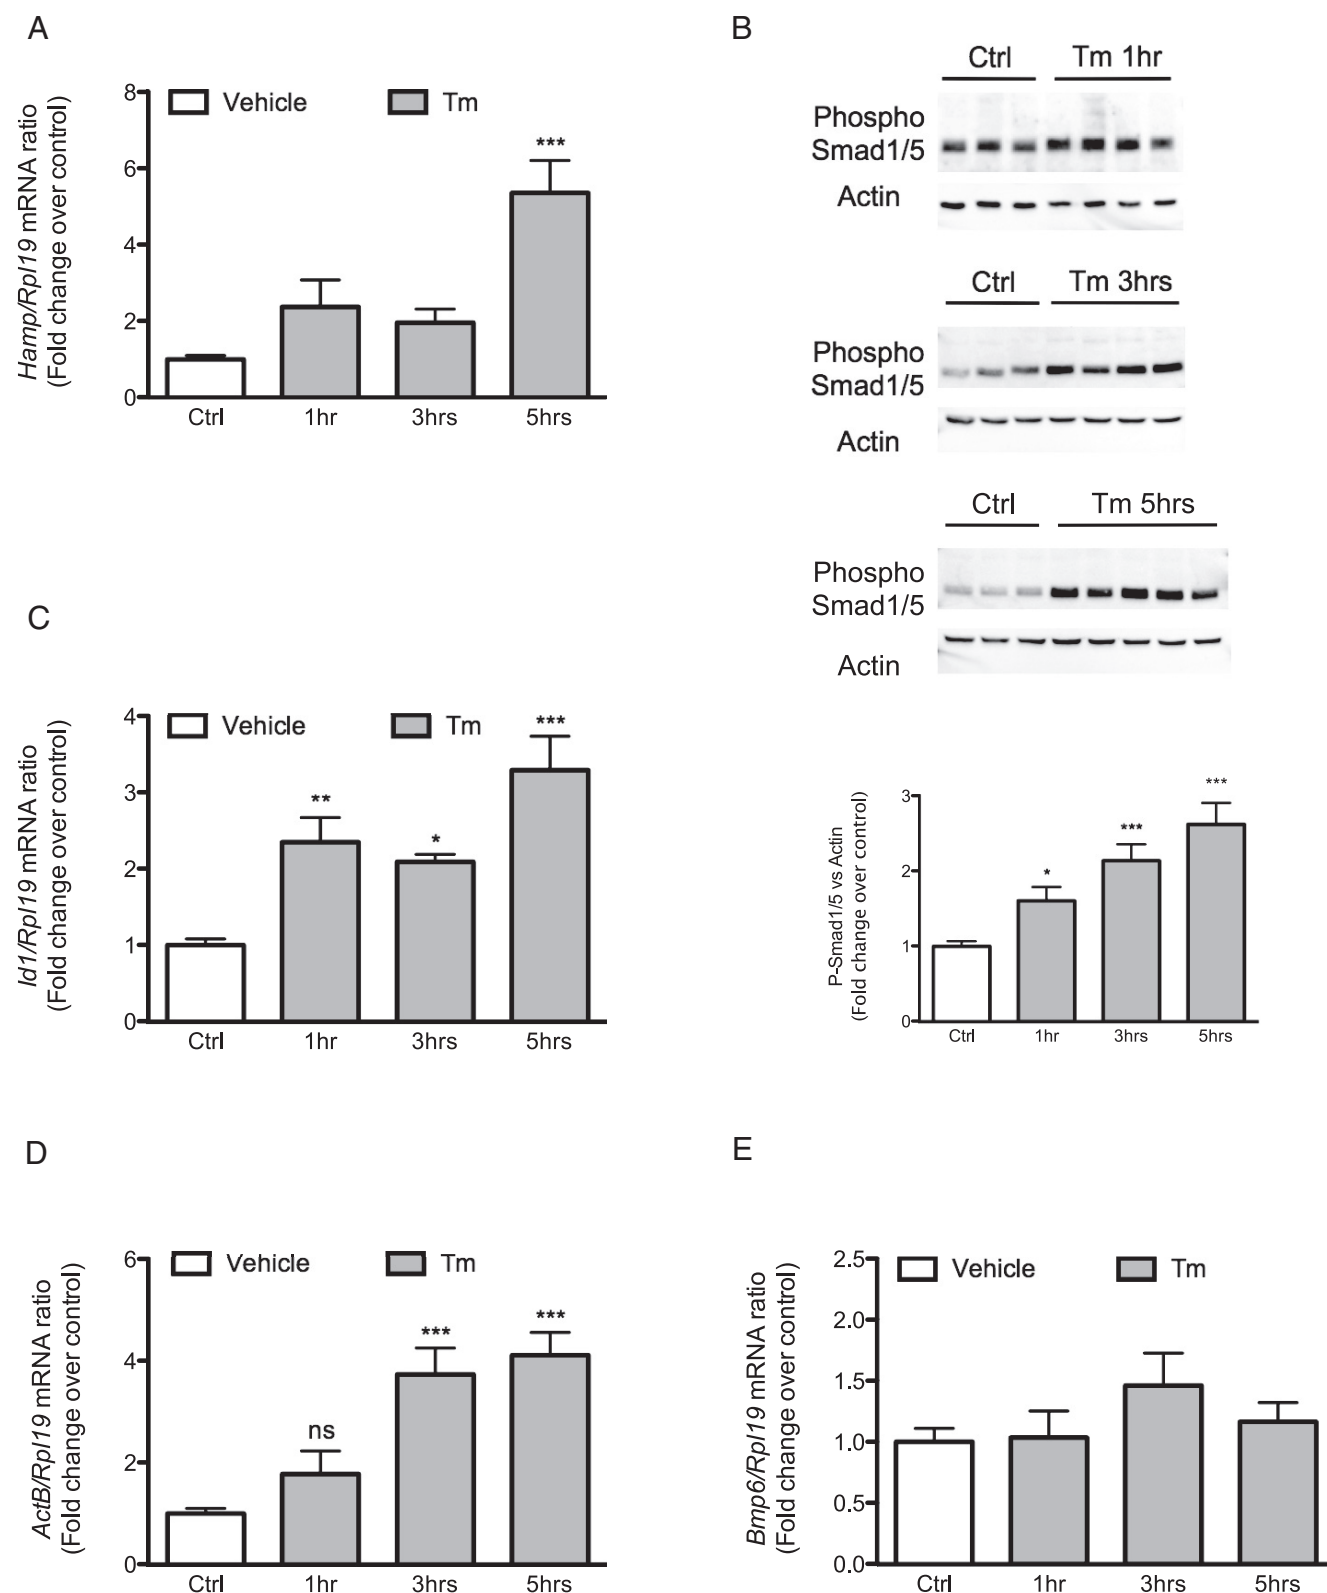 A
Hamp/Rpl19 mRNA ratio
(Fold change over control)
8
6
4
2
0
Vehicle
Tm
***
Ctrl
1hr
3hrs
5hrs
B
Ctrl
Tm 1hr
Phospho
Smad1/5
Actin
Ctrl
Tm 3hrs
Phospho
Smad1/5
Actin
Ctrl
Tm 5hrs
Phospho
Smad1/5
Actin
P-Smad1/5 vs Actin
(Fold change over control)
3
2
1
0
*
***
***
Ctrl
1hr
3hrs
5hrs
C
Id1/Rpl19 mRNA ratio
(Fold change over control)
4
3
2
1
0
Vehicle
Tm
**
*
***
Ctrl
1hr
3hrs
5hrs
D
ActB/Rpl19 mRNA ratio
(Fold change over control)
6
4
2
0
Vehicle
Tm
ns
***
***
Ctrl
1hr
3hrs
5hrs
E
Bmp6/Rpl19 mRNA ratio
(Fold change over control)
2.5
2.0
1.5
1.0
0.5
0.0
Vehicle
Tm
Ctrl
1hr
3hrs
5hrs